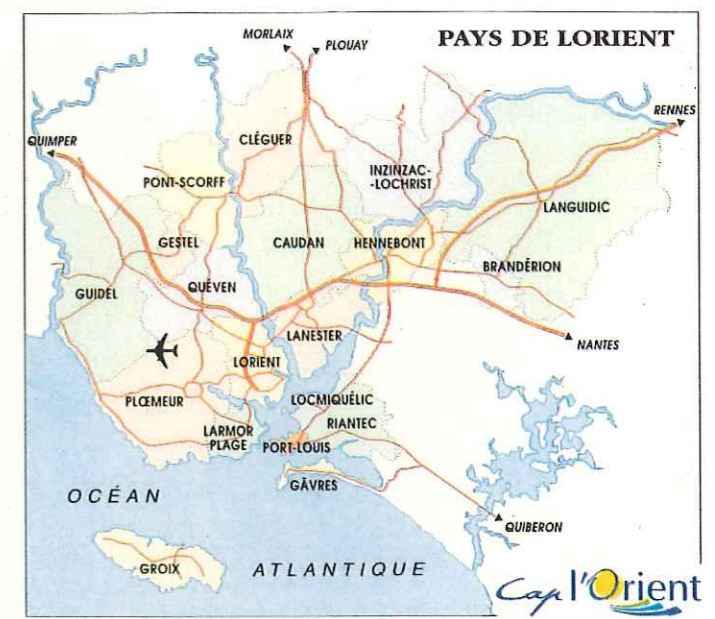 PAYS DE LORIENT
MORLAIX
PLOUAY
RENNES
QUIMPER
CLÉGUER
INZINZAC-
-LOCHRIST
PONT-SCORFF
LANGUIDIC
GESTEL
CAUDAN
HENNEBONT
BRANDÉRION
GUIDEL
QUÉVEN
LANESTER
NANTES
LORIENT
PLŒMEUR
LOCMIQUÉLIC
RIANTEC
LARMOR
PLAGE
PORT-LOUIS
GÂVRES
OCÉAN
QUIBERON
GROIX
ATLANTIQUE
Cap l'Orient